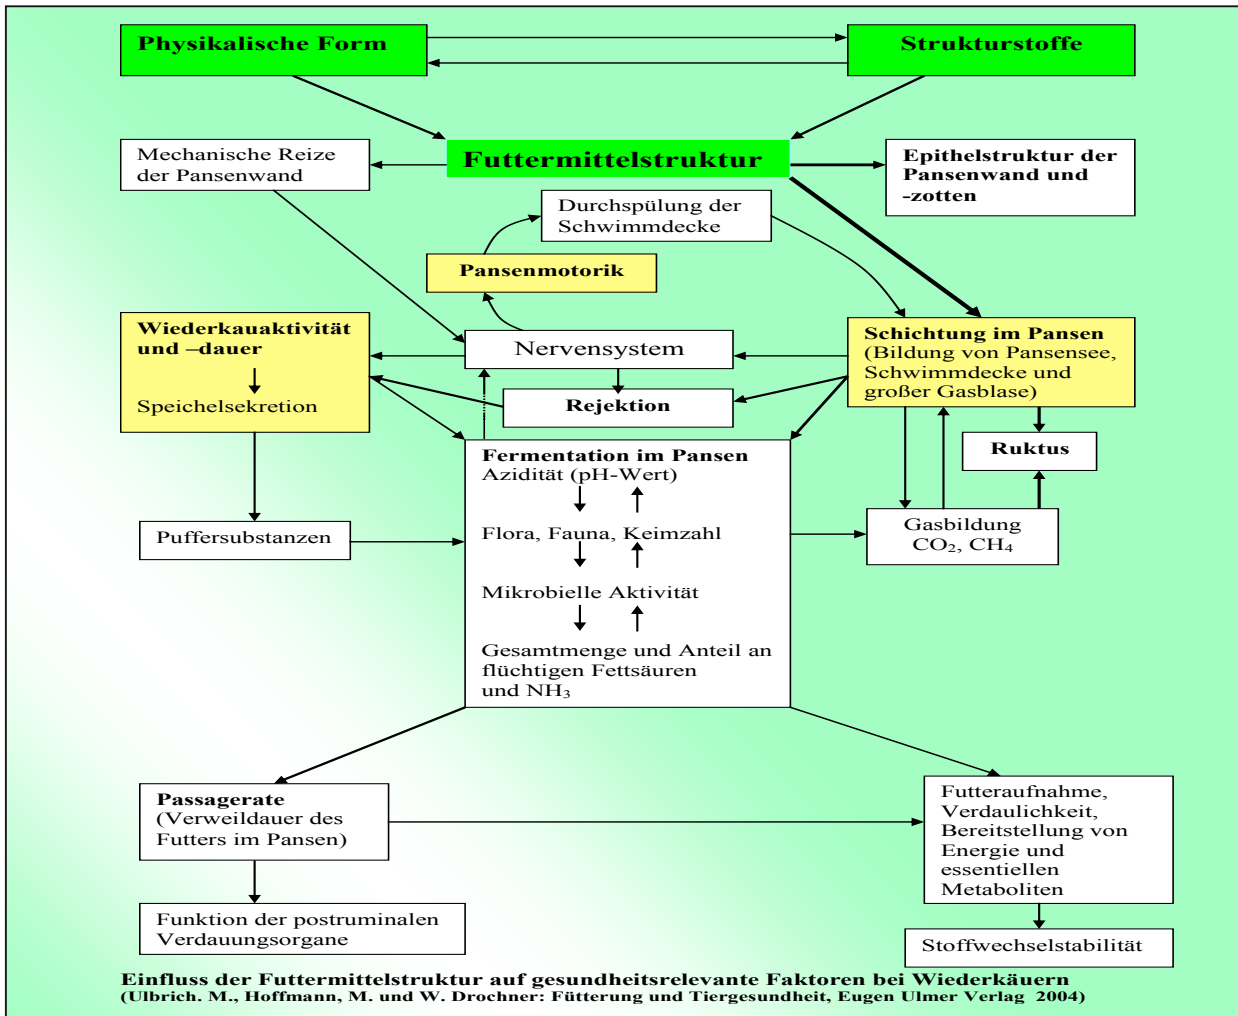 Physikalische Form
Strukturstoffe
Futtermittelstruktur
Mechanische Reize
der Pansenwand
Epithelstruktur der
Pansenwand und
-zotten
Durchspülung der
Schwimmdecke
Pansenmotorik
Wiederkauaktivität
und –dauer
Speichelsekretion
Nervensystem
Schichtung im Pansen
(Bildung von Pansensee,
Schwimmdecke und
großer Gasblase)
Rejektion
Ruktus
Fermentation im Pansen
Azidität (pH-Wert)
Flora, Fauna, Keimzahl
Mikrobielle Aktivität
Gesamtmenge und Anteil an
flüchtigen Fettsäuren
und NH₃
Puffersubstanzen
Gasbildung
CO₂, CH₄
Passagerate
(Verweildauer des
Futters im Pansen)
Futteraufnahme,
Verdaulichkeit,
Bereitstellung von
Energie und
essentiellen
Metaboliten
Funktion der postruminalen
Verdauungsorgane
Stoffwechselstabilität
Einfluss der Futtermittelstruktur auf gesundheitsrelevante Faktoren bei Wiederkäuern
(Ulbrich. M., Hoffmann, M. und W. Drochner: Fütterung und Tiergesundheit, Eugen Ulmer Verlag 2004)